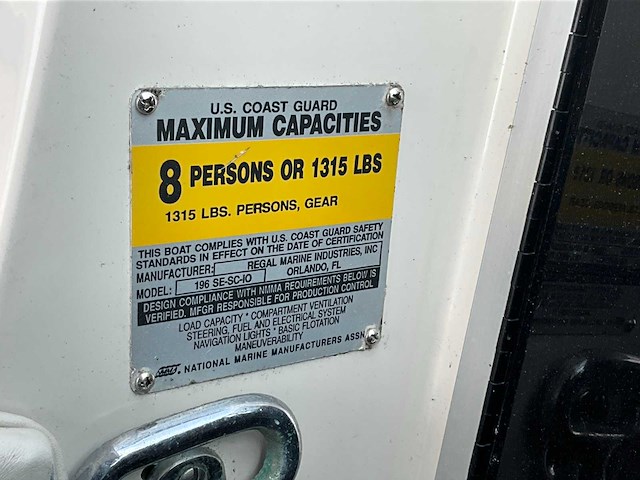 U.S. COAST GUARD
MAXIMUM CAPACITIES
8 PERSONS OR 1315 LBS
1315 LBS. PERSONS, GEAR
THIS BOAT COMPLIES WITH U.S. COAST GUARD SAFETY
STANDARDS IN EFFECT ON THE DATE OF CERTIFICATION
MANUFACTURER: REGAL MARINE INDUSTRIES, INC
MODEL: 196 SE-SC-IO ORLANDO, FL
DESIGN COMPLIANCE WITH NMMA REQUIREMENTS BELOW IS
VERIFIED. MFGR RESPONSIBLE FOR PRODUCTION CONTROL
LOAD CAPACITY * COMPARTMENT VENTILATION
STEERING, FUEL AND ELECTRICAL SYSTEM
NAVIGATION LIGHTS * BASIC FLOTATION
MANEUVERABILITY
NATIONAL MARINE MANUFACTURERS ASSN